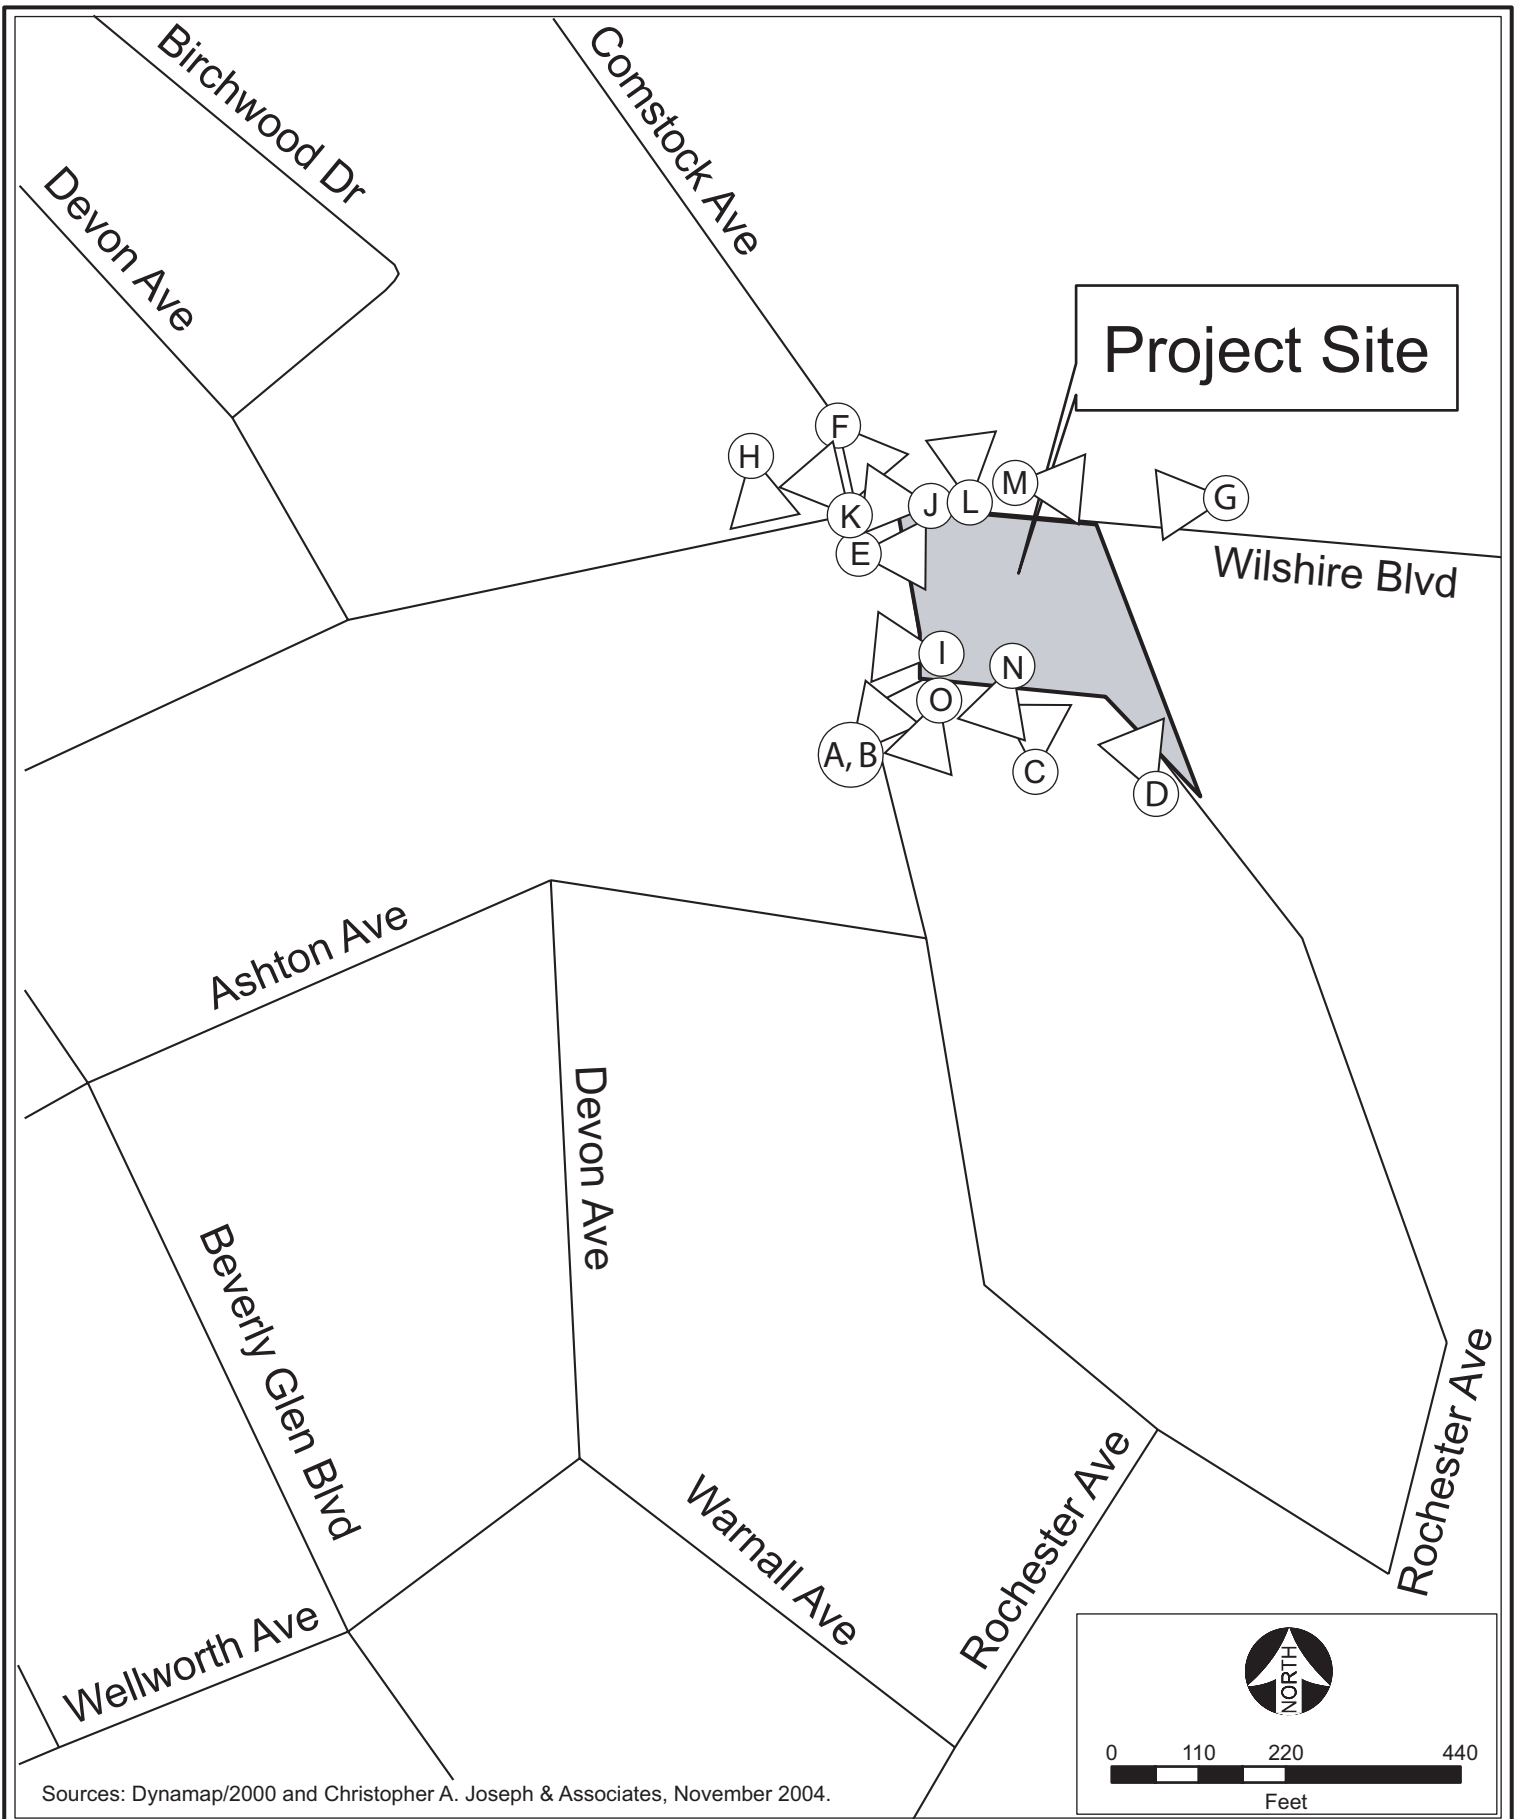 Birchwood Dr
Comstock Ave
Devon Ave
Project Site
F
H
M
G
J
L
K
E
Wilshire Blvd
I
N
O
A, B
C
D
Ashton Ave
Devon Ave
Beverly Glen Blvd
Rochester Ave
Rochester Ave
Warnall Ave
Wellworth Ave
NORTH
0 110 220 440
Feet
Sources: Dynamap/2000 and Christopher A. Joseph & Associates, November 2004.